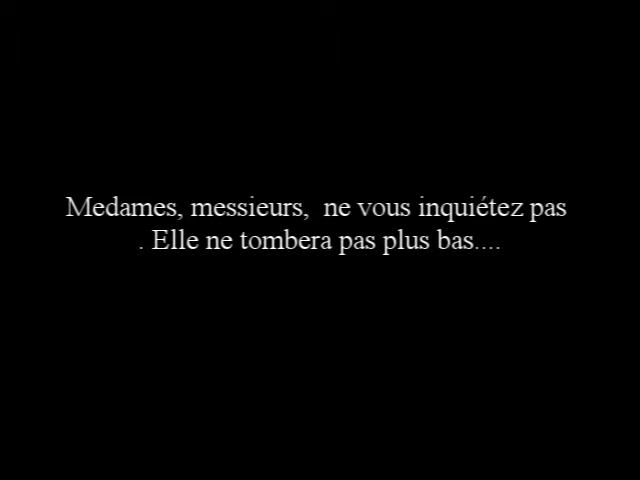 Medames, messieurs,  ne vous inquiétez pas
. Elle ne tombera pas plus bas....